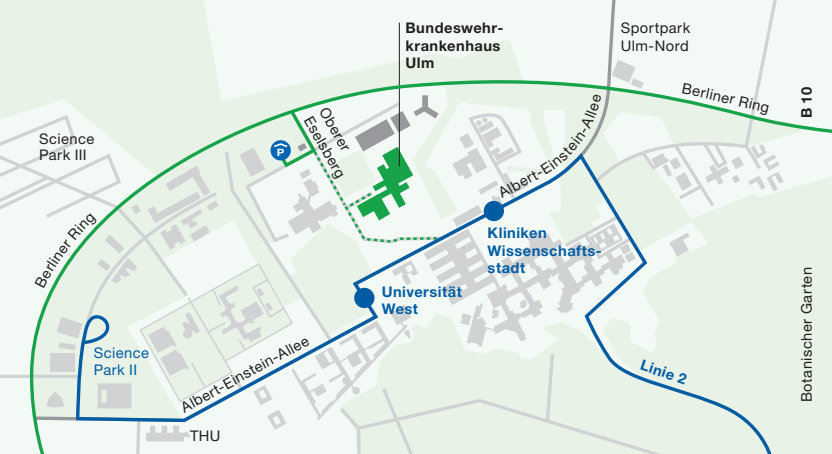 Bundeswehr-
krankenhaus
Ulm
Sportpark
Ulm-Nord
Berliner Ring
B 10
Oberer
Eselsberg
P
Albert-Einstein-Allee
Science
Park III
Berliner Ring
Kliniken
Wissenschafts-
stadt
Universität
West
Science
Park II
Albert-Einstein-Allee
Linie 2
Botanischer Garten
THU